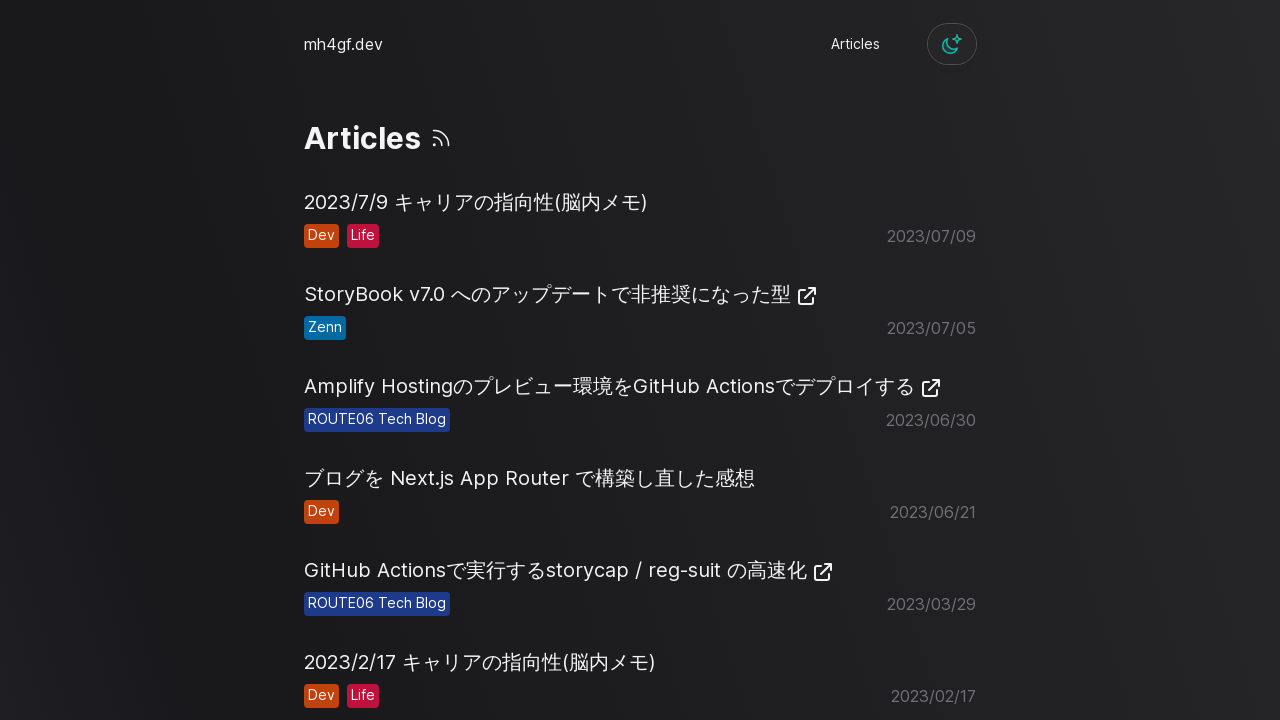 mh4gf.dev
Articles
Articles
2023/7/9 キャリアの指向性(脳内メモ)
Dev Life 2023/07/09
StoryBook v7.0 へのアップデートで非推奨になった型
Zenn 2023/07/05
Amplify Hostingのプレビュー環境をGitHub Actionsでデプロイする
ROUTE06 Tech Blog 2023/06/30
ブログを Next.js App Router で構築し直した感想
Dev 2023/06/21
GitHub Actionsで実行するstorycap / reg-suit の高速化
ROUTE06 Tech Blog 2023/03/29
2023/2/17 キャリアの指向性(脳内メモ)
Dev Life 2023/02/17